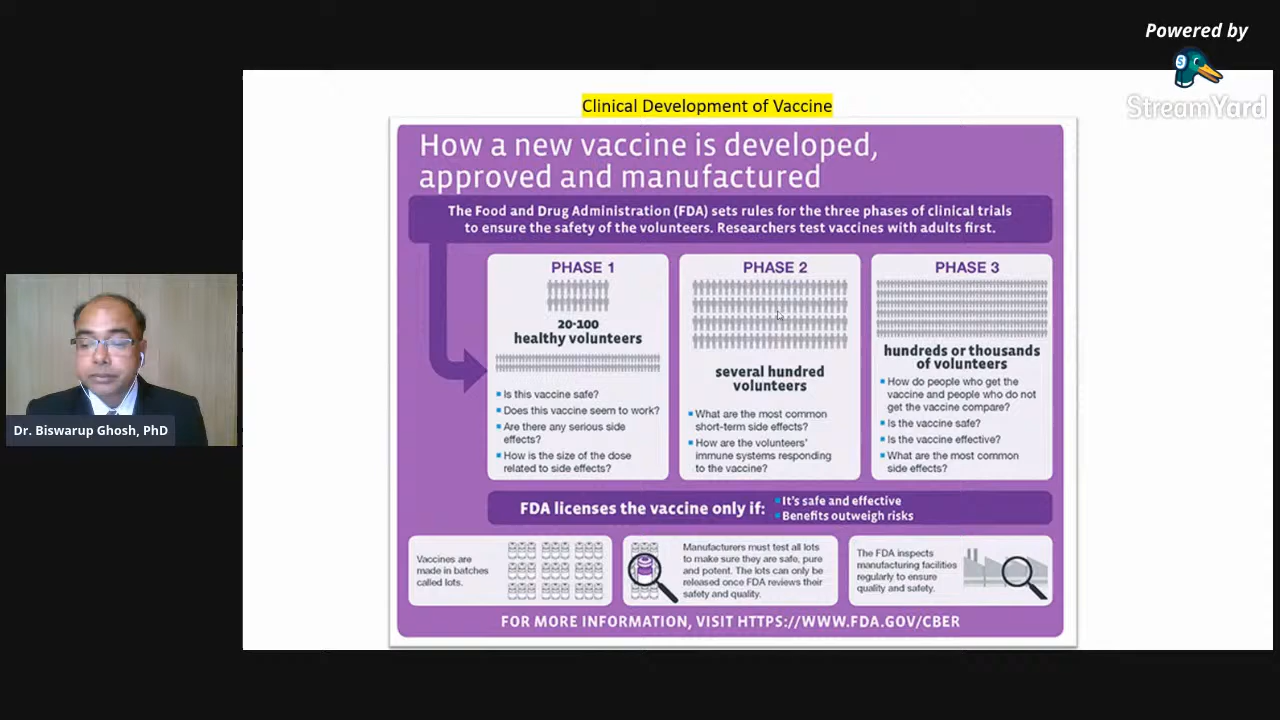 Powered by
StreamYard
Clinical Development of Vaccine
How a new vaccine is developed,
approved and manufactured
The Food and Drug Administration (FDA) sets rules for the three phases of clinical trials
to ensure the safety of the volunteers. Researchers test vaccines with adults first.
PHASE 1
20-100
healthy volunteers
▪ Is this vaccine safe?
▪ Does this vaccine seem to work?
▪ Are there any serious side
effects?
▪ How is the size of the dose
related to side effects?
PHASE 2
several hundred
volunteers
▪ What are the most common
short-term side effects?
▪ How are the volunteers'
immune systems responding
to the vaccine?
PHASE 3
hundreds or thousands
of volunteers
▪ How do people who get the
vaccine and people who do not
get the vaccine compare?
▪ Is the vaccine safe?
▪ Is the vaccine effective?
▪ What are the most common
side effects?
FDA licenses the vaccine only if:
▪ It's safe and effective
▪ Benefits outweigh risks
Vaccines are
made in batches
called lots.
Manufacturers must test all lots
to make sure they are safe, pure
and potent. The lots can only be
released once FDA reviews their
safety and quality.
The FDA inspects
manufacturing facilities
regularly to ensure
quality and safety.
FOR MORE INFORMATION, VISIT HTTPS://WWW.FDA.GOV/CBER
Dr. Biswarup Ghosh, PhD